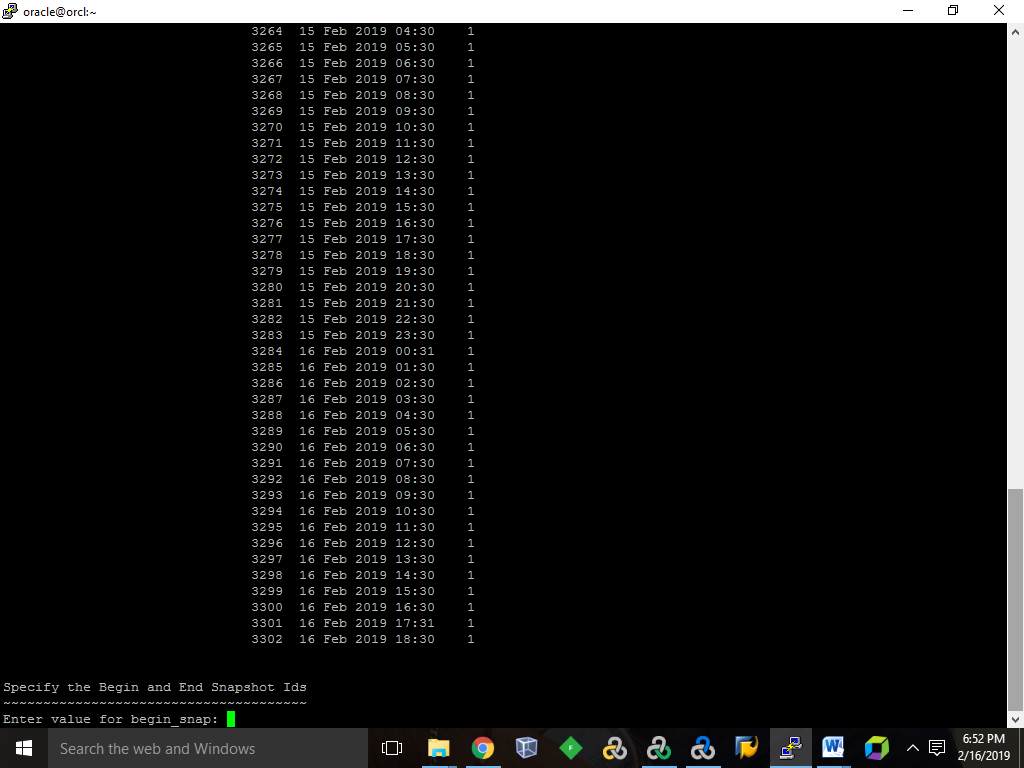 oracle@orcl:~
3264 15 Feb 2019 04:30 1
3265 15 Feb 2019 05:30 1
3266 15 Feb 2019 06:30 1
3267 15 Feb 2019 07:30 1
3268 15 Feb 2019 08:30 1
3269 15 Feb 2019 09:30 1
3270 15 Feb 2019 10:30 1
3271 15 Feb 2019 11:30 1
3272 15 Feb 2019 12:30 1
3273 15 Feb 2019 13:30 1
3274 15 Feb 2019 14:30 1
3275 15 Feb 2019 15:30 1
3276 15 Feb 2019 16:30 1
3277 15 Feb 2019 17:30 1
3278 15 Feb 2019 18:30 1
3279 15 Feb 2019 19:30 1
3280 15 Feb 2019 20:30 1
3281 15 Feb 2019 21:30 1
3282 15 Feb 2019 22:30 1
3283 15 Feb 2019 23:30 1
3284 16 Feb 2019 00:31 1
3285 16 Feb 2019 01:30 1
3286 16 Feb 2019 02:30 1
3287 16 Feb 2019 03:30 1
3288 16 Feb 2019 04:30 1
3289 16 Feb 2019 05:30 1
3290 16 Feb 2019 06:30 1
3291 16 Feb 2019 07:30 1
3292 16 Feb 2019 08:30 1
3293 16 Feb 2019 09:30 1
3294 16 Feb 2019 10:30 1
3295 16 Feb 2019 11:30 1
3296 16 Feb 2019 12:30 1
3297 16 Feb 2019 13:30 1
3298 16 Feb 2019 14:30 1
3299 16 Feb 2019 15:30 1
3300 16 Feb 2019 16:30 1
3301 16 Feb 2019 17:31 1
3302 16 Feb 2019 18:30 1
Specify the Begin and End Snapshot Ids
~~~~~~~~~~~~~~~~~~~~~~~~~~~~~~~~~~~~~~
Enter value for begin_snap:
Search the web and Windows
6:52 PM
2/16/2019